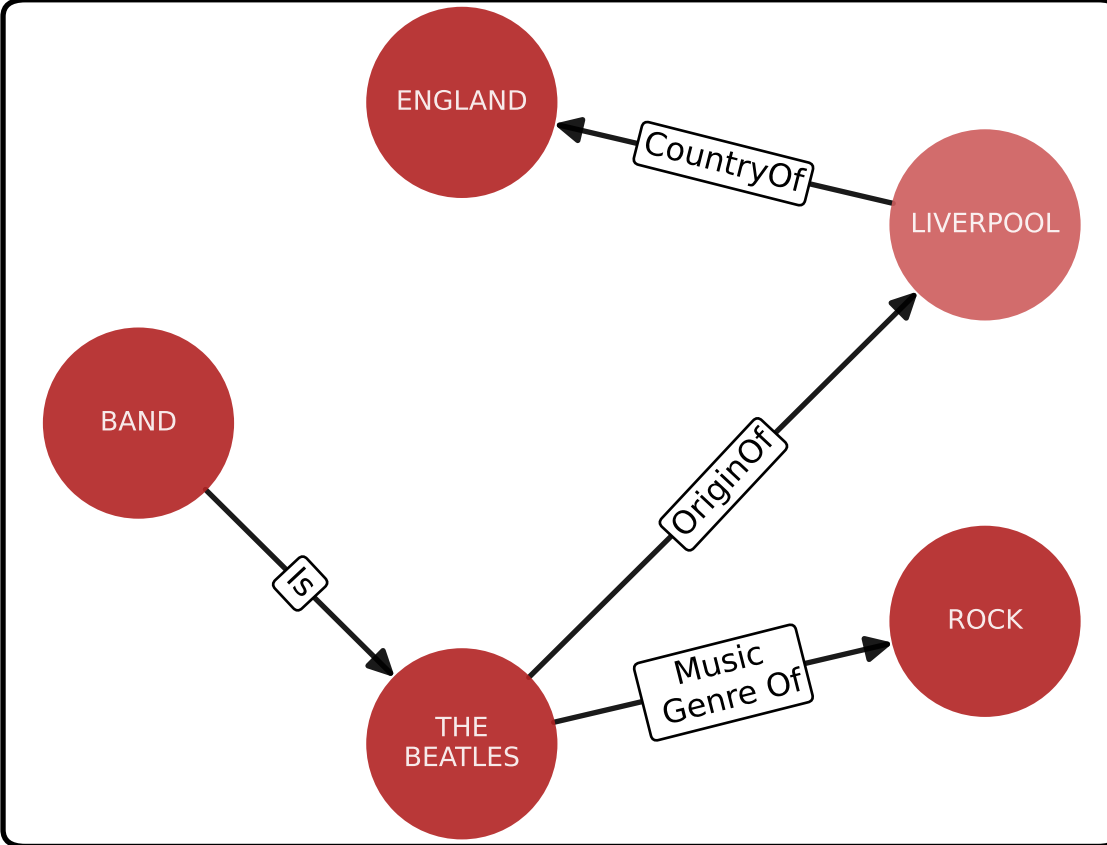 ENGLAND
CountryOf
LIVERPOOL
BAND
OriginOf
Is
ROCK
Music
Genre Of
THE
BEATLES